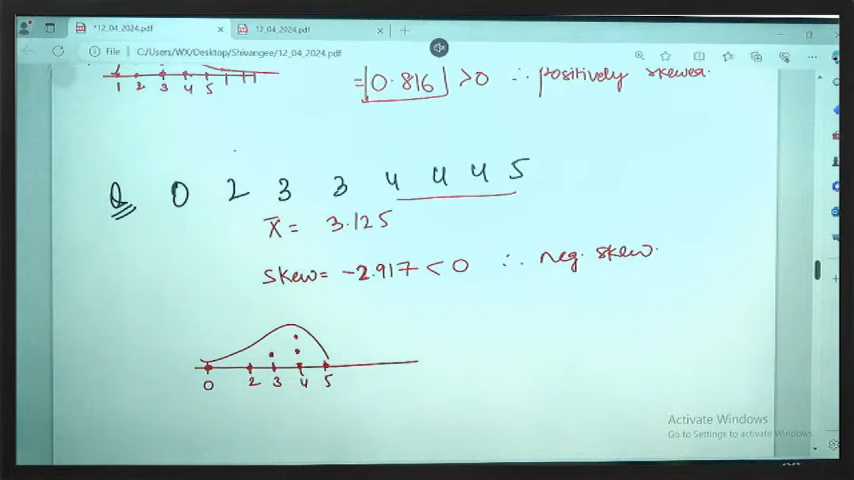 *12_04_2024.pdf
12_04_2024.pdf
File | C:/Users/WX/Desktop/Shivangee/12_04_2024.pdf
1 2 3 4 5
= 0.816 > 0 ∴ positively skewed.
Q 0 2 3 3 4 4 4 5
x̄ = 3.125
Skew = -2.917 < 0 ∴ neg. skew.
0 2 3 4 5
Activate Windows
Go to Settings to activate Windows.